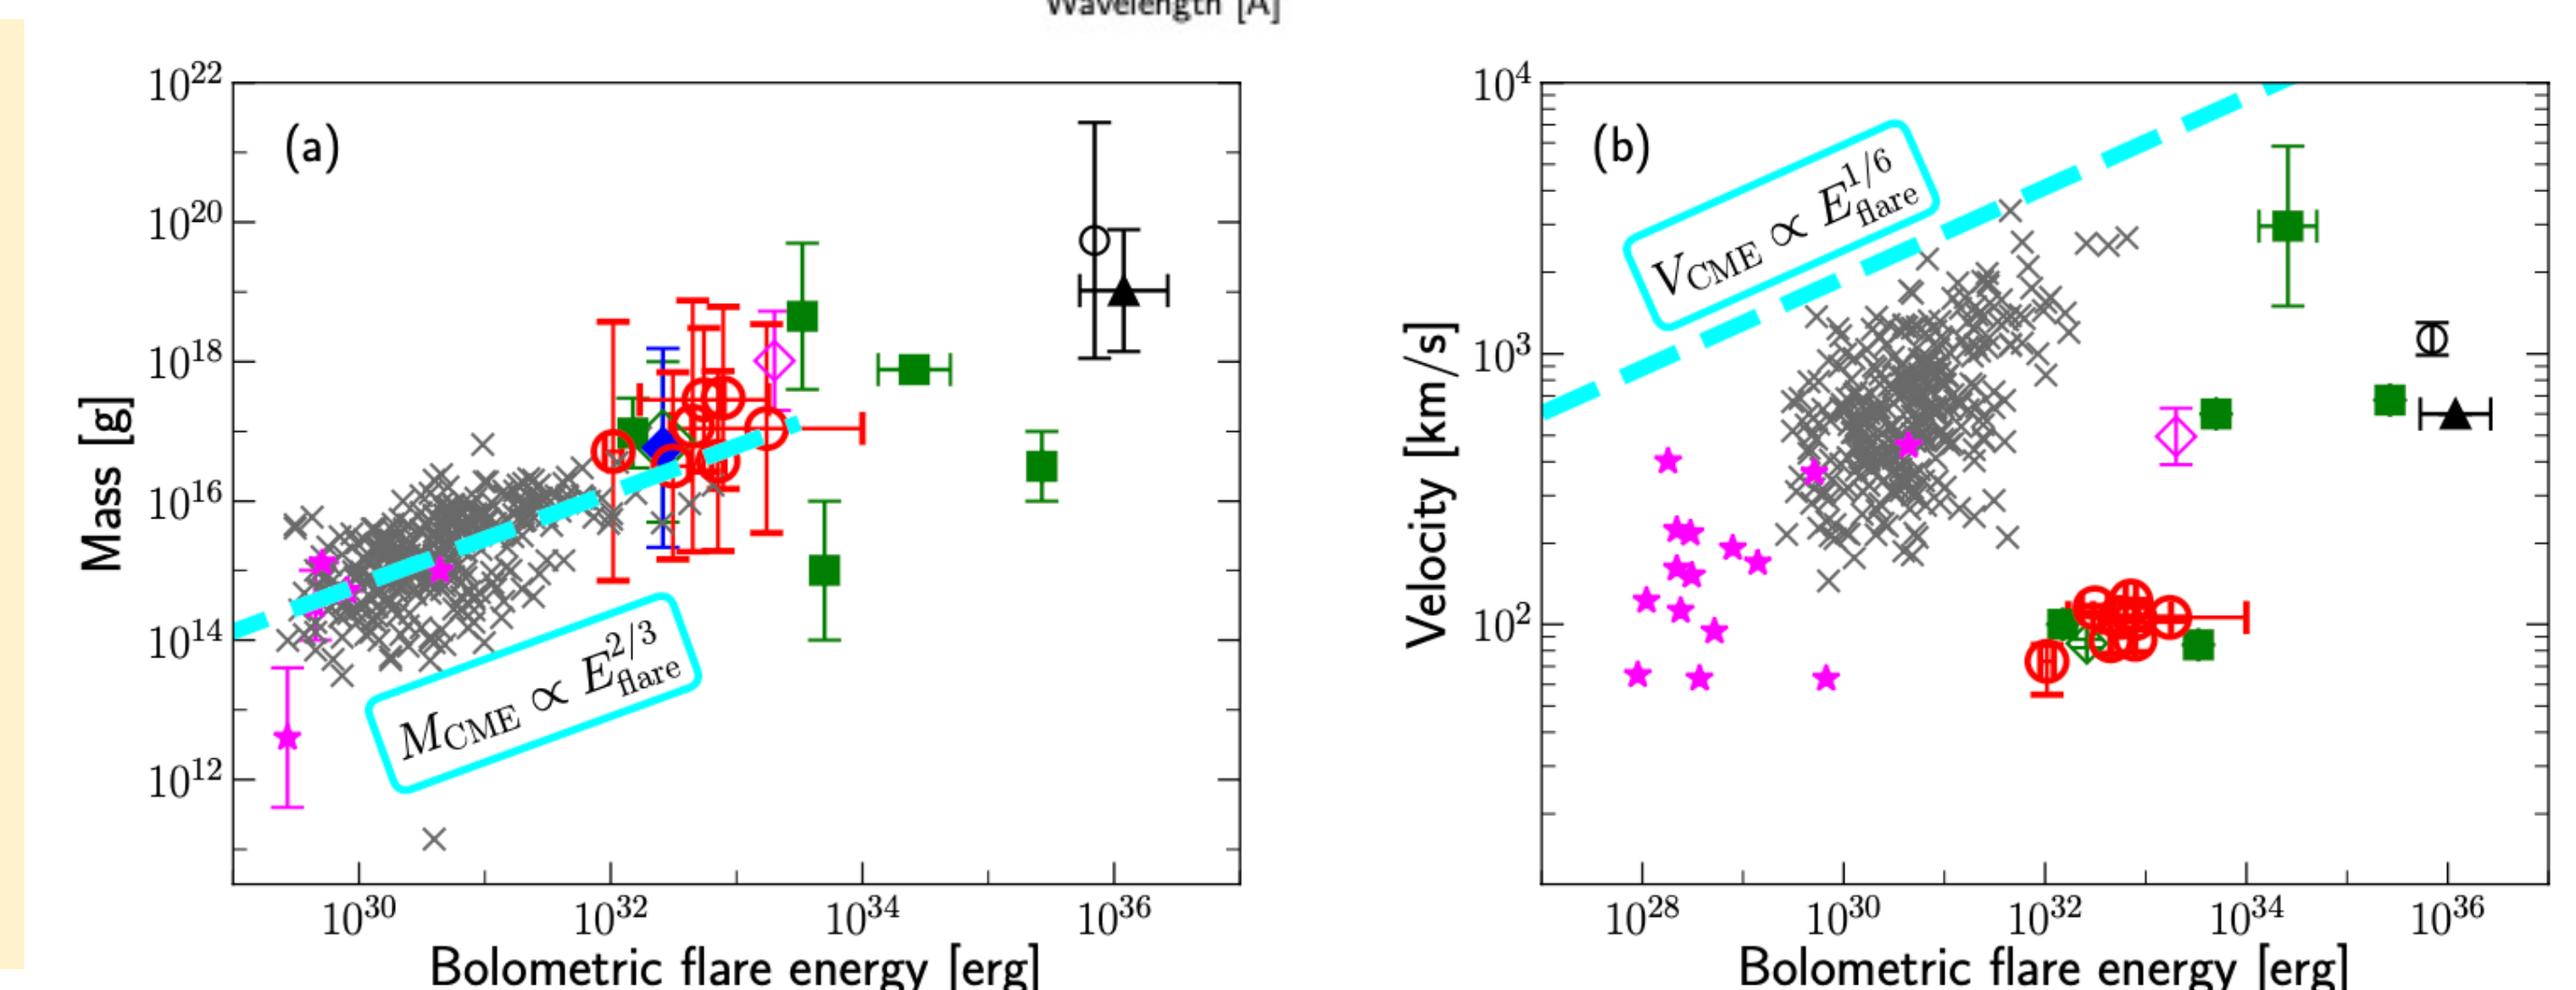 Wavelength [A]
(a)
Mass [g]
10^22
10^20
10^18
10^16
10^14
10^12
M_CME ∝ E_flare^2/3
10^30 10^32 10^34 10^36
Bolometric flare energy [erg]
(b)
Velocity [km/s]
10^4
10^3
10^2
V_CME ∝ E_flare^1/6
10^28 10^30 10^32 10^34 10^36
Bolometric flare energy [erg]